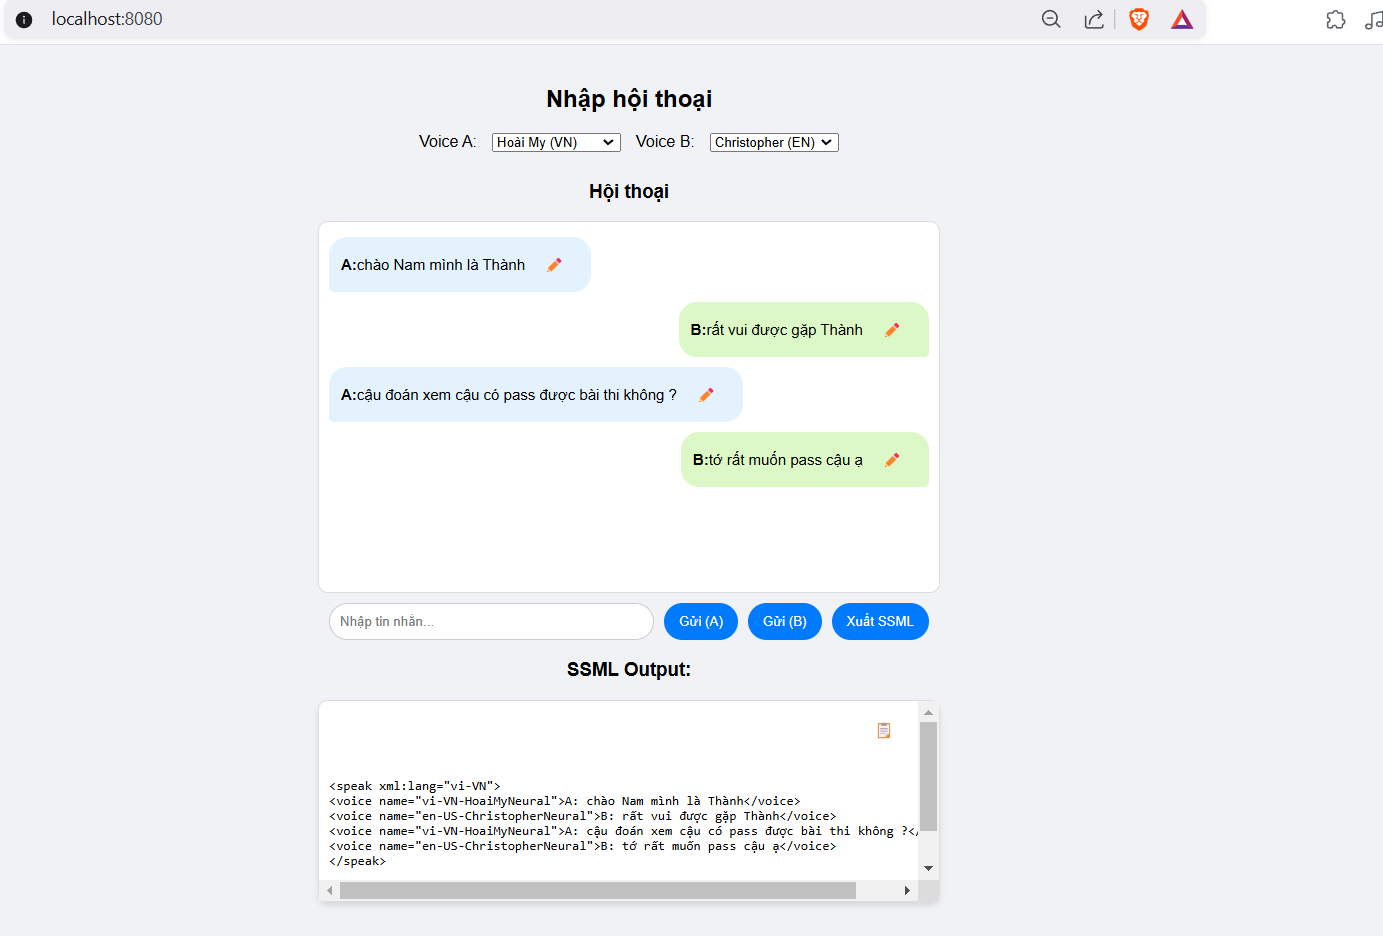 localhost:8080
Nhập hội thoại
Voice A: Hoài My (VN) Voice B: Christopher (EN)
Hội thoại
A:chào Nam mình là Thành
B:rất vui được gặp Thành
A:cậu đoán xem cậu có pass được bài thi không ?
B:tớ rất muốn pass cậu ạ
Nhập tin nhắn... Gửi (A) Gửi (B) Xuất SSML
SSML Output:
<speak xml:lang="vi-VN">
<voice name="vi-VN-HoaiMyNeural">A: chào Nam mình là Thành</voice>
<voice name="en-US-ChristopherNeural">B: rất vui được gặp Thành</voice>
<voice name="vi-VN-HoaiMyNeural">A: cậu đoán xem cậu có pass được bài thi không ?</
<voice name="en-US-ChristopherNeural">B: tớ rất muốn pass cậu ạ</voice>
</speak>